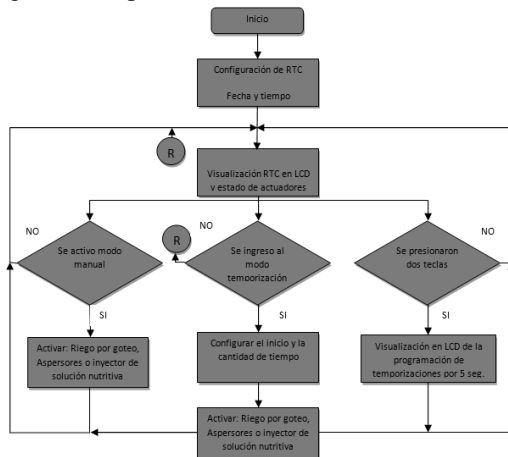 Inicio
Configuración de RTC
Fecha y tiempo
R
Visualización RTC en LCD
y estado de actuadores
NO
Se activo modo
manual
SI
R
NO
Se ingreso al
modo
temporización
SI
NO
Se presionaron
dos teclas
SI
Activar: Riego por goteo,
Aspersores o inyector de
solución nutritiva
Configurar el inicio y la
cantidad de tiempo
Visualización en LCD de la
programación de
temporizaciones por 5 seg.
Activar: Riego por goteo,
Aspersores o inyector de
solución nutritiva